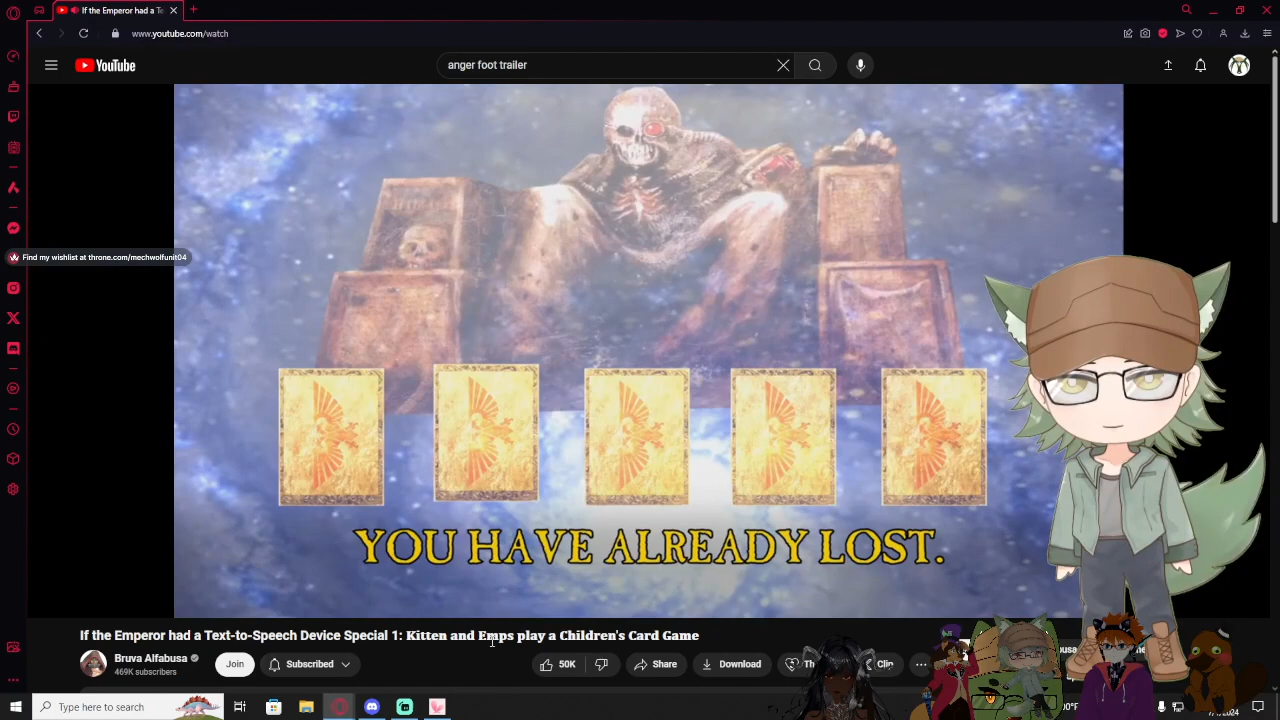 If the Emperor had a Te
www.youtube.com/watch
YouTube
anger foot trailer
Find my wishlist at throne.com/mechwolfunit04
YOU HAVE ALREADY LOST.
If the Emperor had a Text-to-Speech Device Special 1: Kitten and Emps play a Children's Card Game
Bruva Alfabusa
469K subscribers
Join
Subscribed
50K
Share
Download
Th
Clip
Type here to search